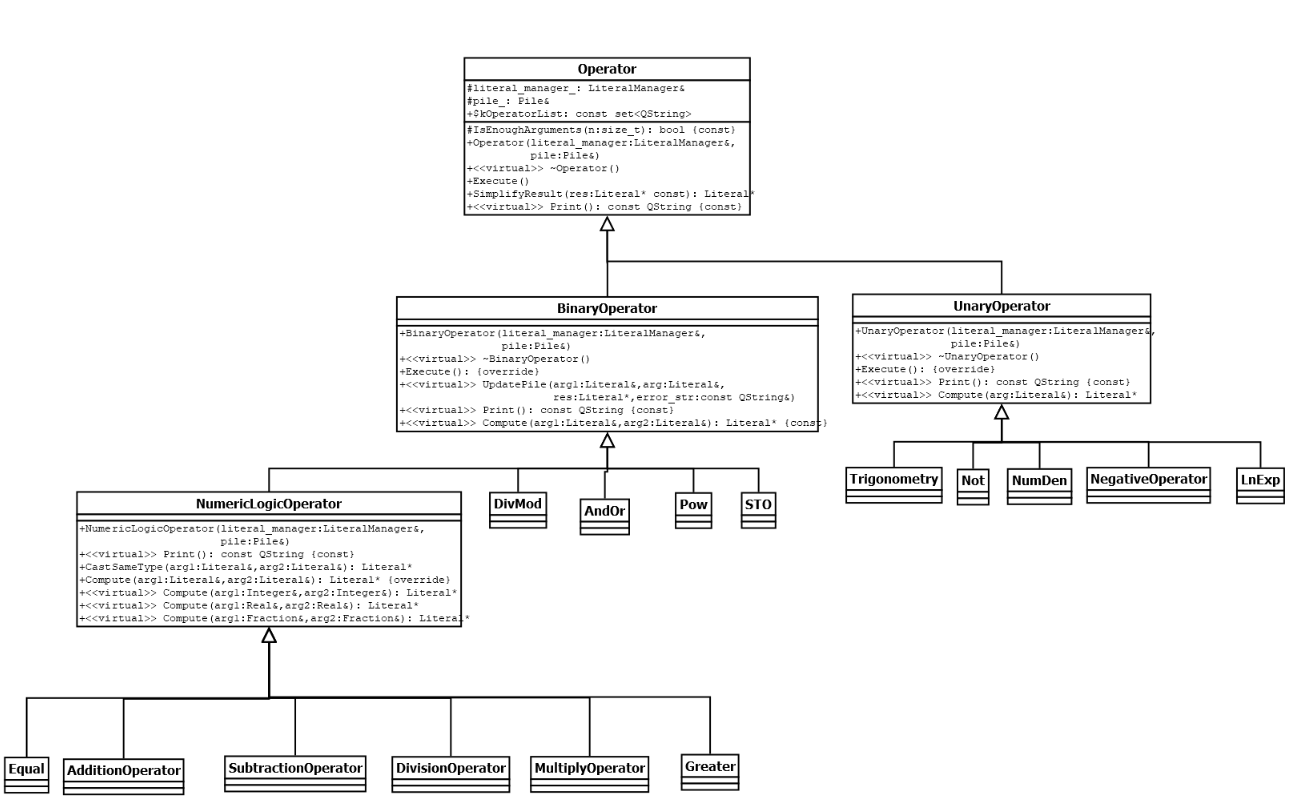 Operator
#literal_manager_: LiteralManager&
#pile_: Pile&
+$kOperatorList: const set<QString>
#IsEnoughArguments(n:size_t): bool {const}
+Operator(literal_manager:LiteralManager&,
pile:Pile&)
+<<virtual>> ~Operator()
+Execute()
+SimplifyResult(res:Literal* const): Literal*
+<<virtual>> Print(): const QString {const}
BinaryOperator
+BinaryOperator(literal_manager:LiteralManager&,
pile:Pile&)
+<<virtual>> ~BinaryOperator()
+Execute(): {override}
+<<virtual>> UpdatePile(arg1:Literal&,arg:Literal&,
res:Literal*,error_str:const QString&)
+<<virtual>> Print(): const QString {const}
+<<virtual>> Compute(arg1:Literal&,arg2:Literal&): Literal* {const}
UnaryOperator
+UnaryOperator(literal_manager:LiteralManager&,
pile:Pile&)
+<<virtual>> ~UnaryOperator()
+Execute(): {override}
+<<virtual>> Print(): const QString {const}
+<<virtual>> Compute(arg:Literal&): Literal*
NumericLogicOperator
+NumericLogicOperator(literal_manager:LiteralManager&,
pile:Pile&)
+<<virtual>> Print(): const QString {const}
+CastSameType(arg1:Literal&,arg2:Literal&): Literal*
+Compute(arg1:Literal&,arg2:Literal&): Literal* {override}
+<<virtual>> Compute(arg1:Integer&,arg2:Integer&): Literal*
+<<virtual>> Compute(arg1:Real&,arg2:Real&): Literal*
+<<virtual>> Compute(arg1:Fraction&,arg2:Fraction&): Literal*
DivMod
AndOr
Pow
STO
Trigonometry
Not
NumDen
NegativeOperator
LnExp
Equal
AdditionOperator
SubtractionOperator
DivisionOperator
MultiplyOperator
Greater